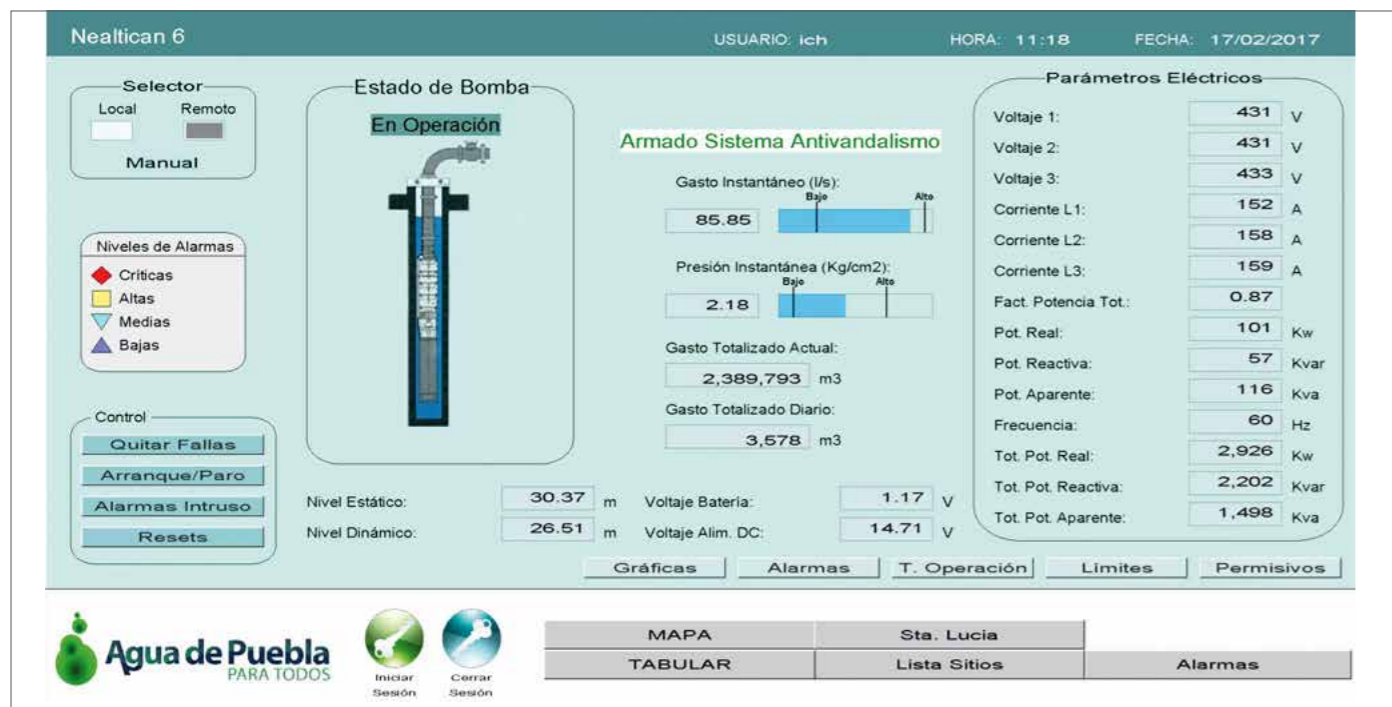 Nealtican 6 USUARIO: ich HORA: 11:18 FECHA: 17/02/2017
Selector
Local Remoto
Manual
Niveles de Alarmas
Criticas
Altas
Medias
Bajas
Control
Quitar Fallas
Arranque/Paro
Alarmas Intruso
Resets
Estado de Bomba
En Operación
Armado Sistema Antivandalismo
Gasto Instantáneo (l/s):
Bajo Alto
85.85
Presión Instantánea (Kg/cm2):
Bajo Alto
2.18
Gasto Totalizado Actual:
2,389,793 m3
Gasto Totalizado Diario:
3,578 m3
Nivel Estático: 30.37 m Voltaje Batería: 1.17 V
Nivel Dinámico: 26.51 m Voltaje Alim. DC: 14.71 V
Parámetros Eléctricos
Voltaje 1: 431 V
Voltaje 2: 431 V
Voltaje 3: 433 V
Corriente L1: 152 A
Corriente L2: 158 A
Corriente L3: 159 A
Fact. Potencia Tot.: 0.87
Pot. Real: 101 Kw
Pot. Reactiva: 57 Kvar
Pot. Aparente: 116 Kva
Frecuencia: 60 Hz
Tot. Pot. Real: 2,926 Kw
Tot. Pot. Reactiva: 2,202 Kvar
Tot. Pot. Aparente: 1,498 Kva
Gráficas Alarmas T. Operación Límites Permisivos
Agua de Puebla
PARA TODOS
Iniciar
Sesión
Cerrar
Sesión
MAPA Sta. Lucia
TABULAR Lista Sitios Alarmas